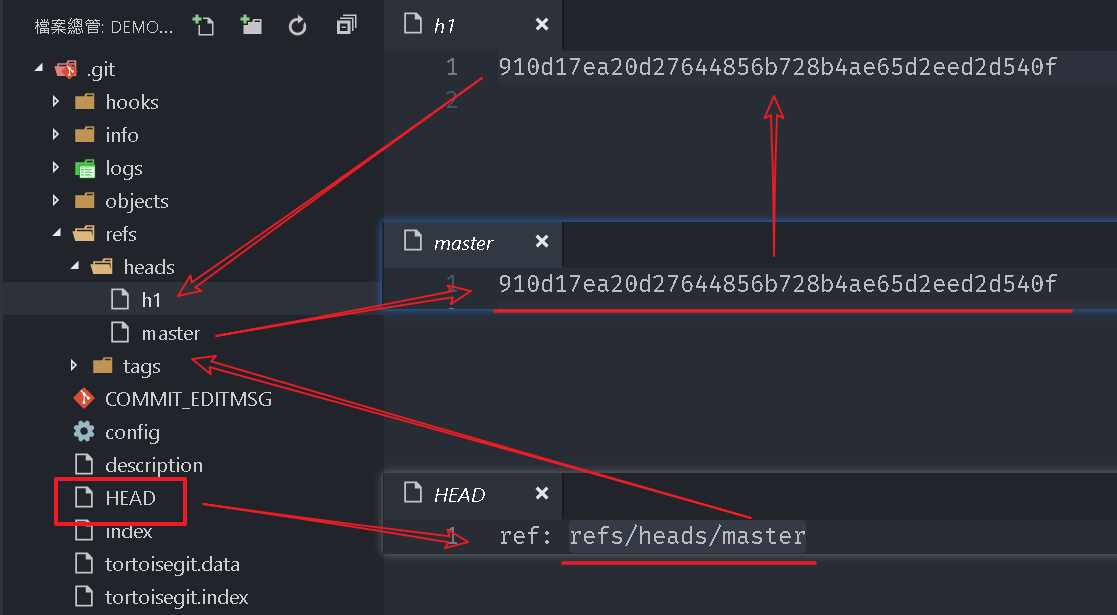 檔案總管: DEMO...
.git
hooks
info
logs
objects
refs
heads
h1
master
tags
COMMIT_EDITMSG
config
description
HEAD
index
tortoisegit.data
tortoisegit.index
h1
1 910d17ea20d27644856b728b4ae65d2eed2d540f
2
master
1 910d17ea20d27644856b728b4ae65d2eed2d540f
HEAD
1 ref: refs/heads/master